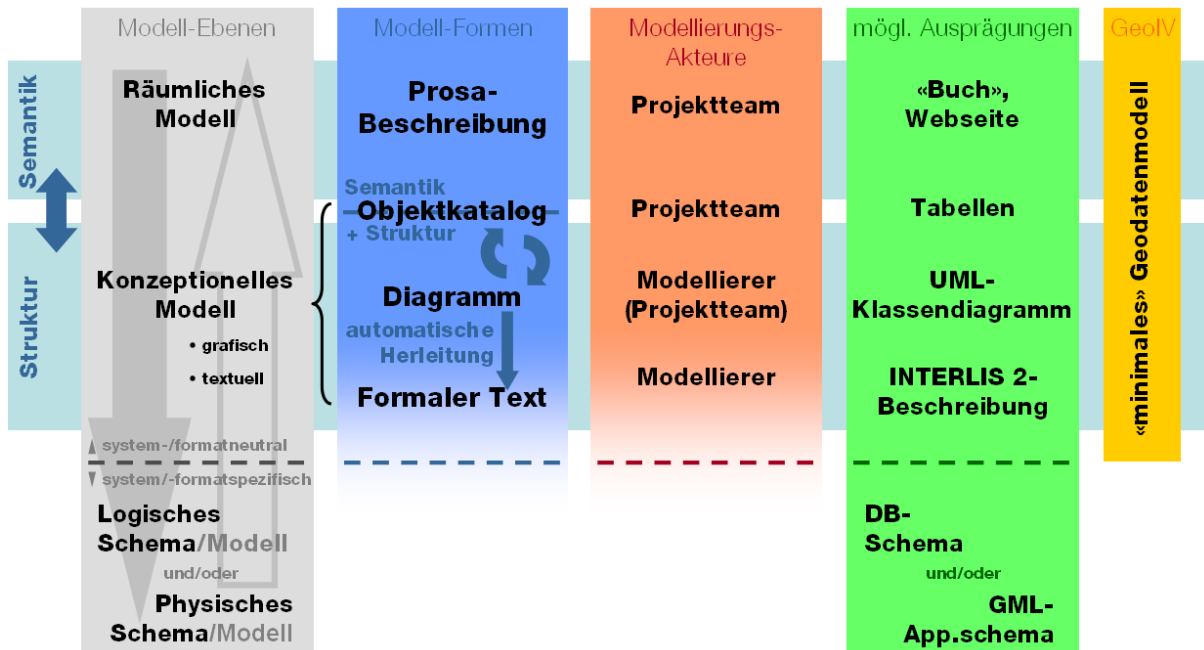 Modell-Ebenen
Räumliches
Modell
Konzeptionelles
Modell
• grafisch
• textuell
system-/formatneutral
system/-formatspezifisch
Logisches
Schema/Modell
und/oder
Physisches
Schema/Modell
Modell-Formen
Prosa-
Beschreibung
Semantik
Objektkatalog
+ Struktur
Diagramm
automatische
Herleitung
Formaler Text
Modellierungs-
Akteure
Projektteam
Projektteam
Modellierer
(Projektteam)
Modellierer
mögl. Ausprägungen
«Buch»,
Webseite
Tabellen
UML-
Klassendiagramm
INTERLIS 2-
Beschreibung
DB-
Schema
und/oder
GML-
App.schema
GeoIV
«minimales» Geodatenmodell
Semantik
Struktur